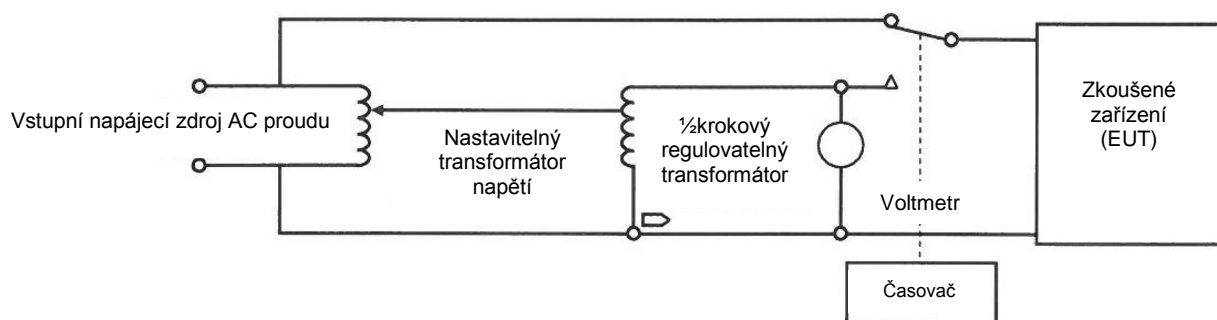 Vstupní napájecí zdroj AC proudu
Nastavitelný
transformátor
napětí
½krokový
regulovatelný
transformátor
Voltmetr
Zkoušené
zařízení
(EUT)
Časovač